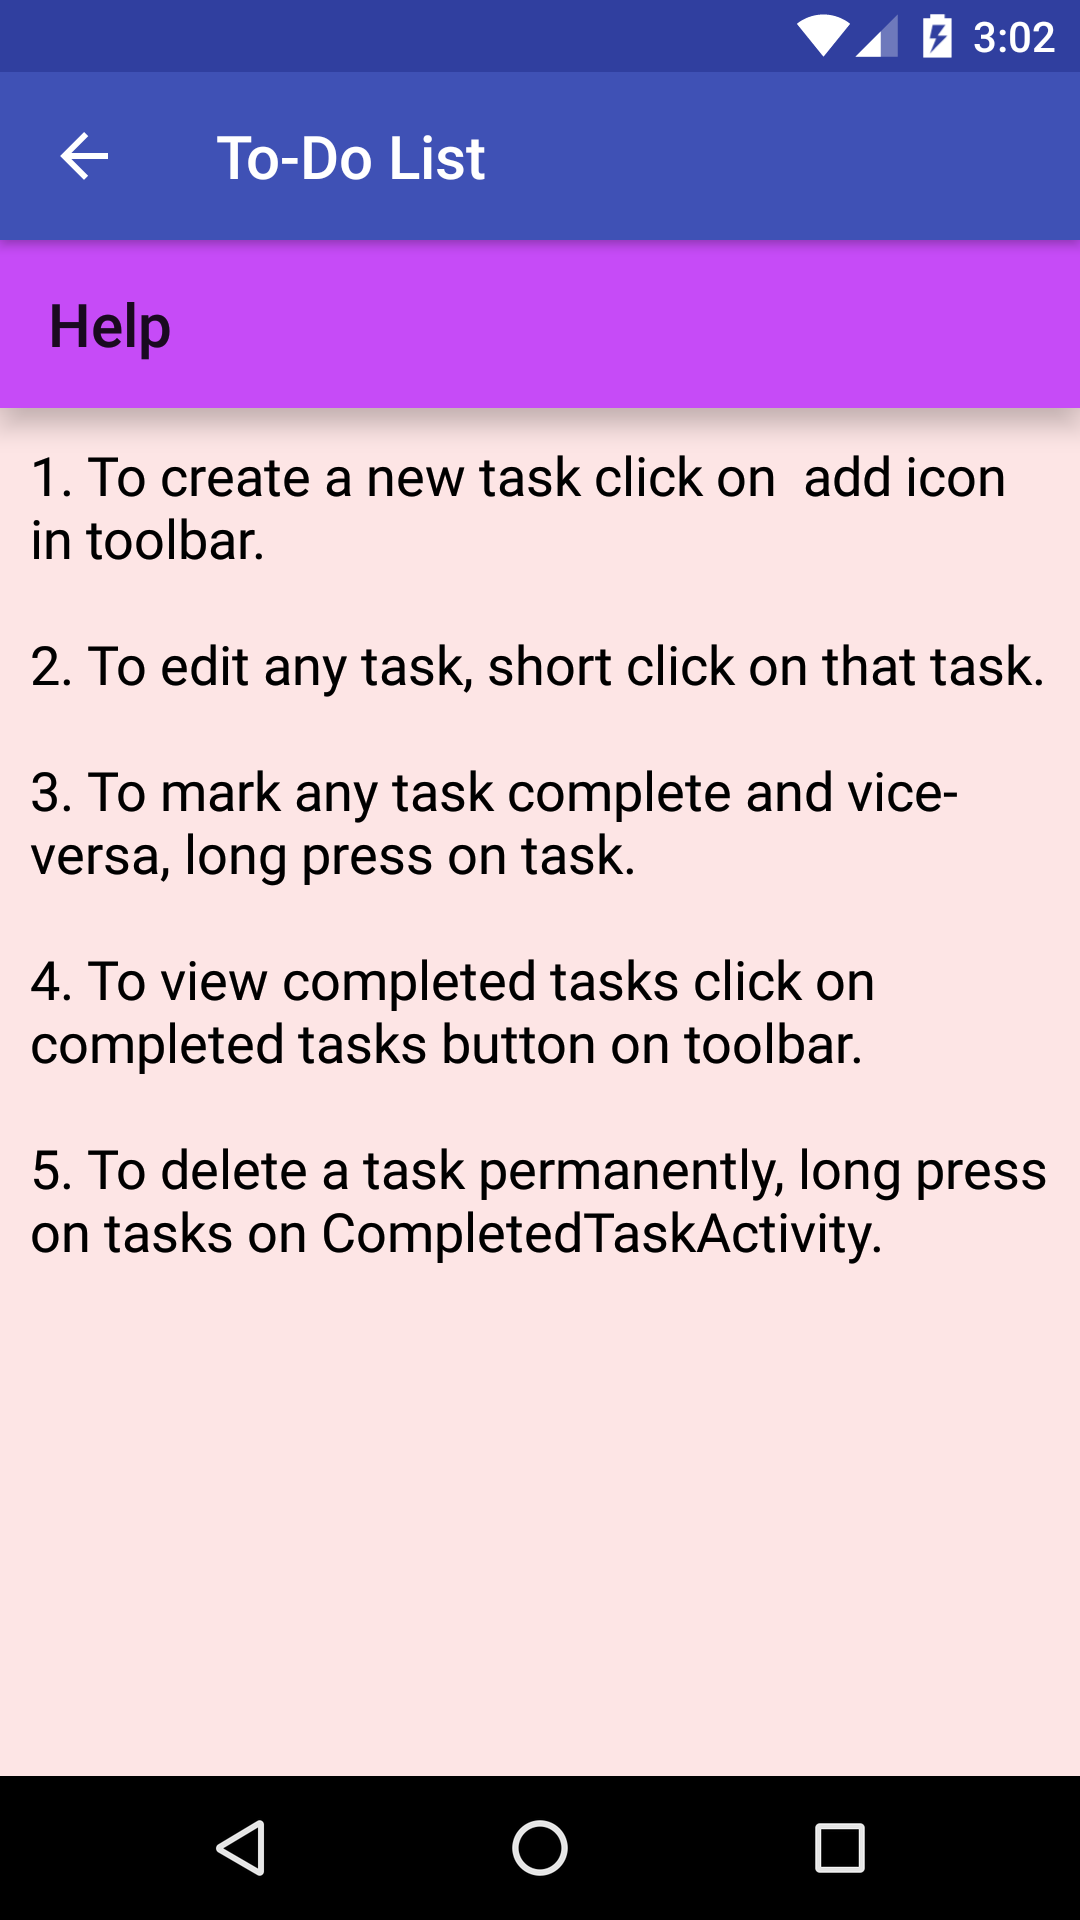 3:02
To-Do List
Help
1. To create a new task click on  add icon
in toolbar.
2. To edit any task, short click on that task.
3. To mark any task complete and vice-
versa, long press on task.
4. To view completed tasks click on
completed tasks button on toolbar.
5. To delete a task permanently, long press
on tasks on CompletedTaskActivity.